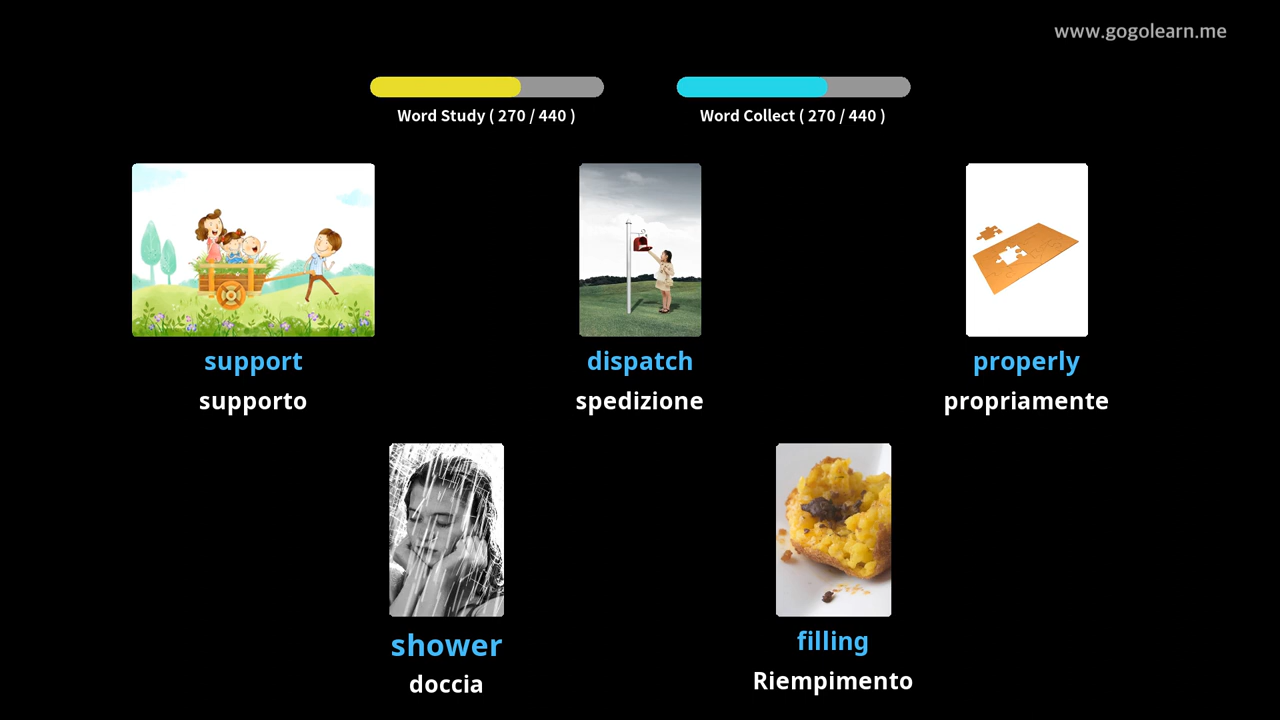 www.gogolearn.me
Word Study ( 270 / 440 )
Word Collect ( 270 / 440 )
support
dispatch
properly
supporto
spedizione
propriamente
shower
filling
doccia
Riempimento